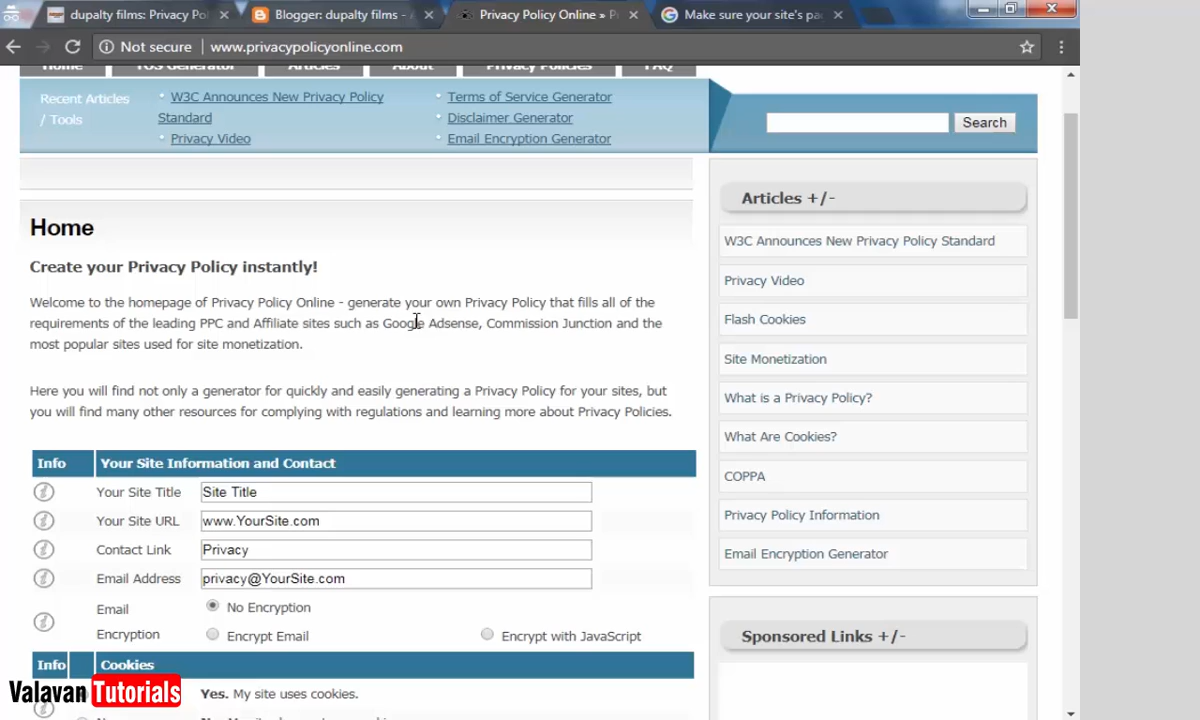 dupalty films: Privacy Pol
Blogger: dupalty films -
Privacy Policy Online » P
Make sure your site's pa
Not secure
www.privacypolicyonline.com
Home
TOS Generator
Articles
About
Privacy Policies
FAQ
Recent Articles
/ Tools
W3C Announces New Privacy Policy
Standard
Privacy Video
Terms of Service Generator
Disclaimer Generator
Email Encryption Generator
Search
Home
Create your Privacy Policy instantly!
Welcome to the homepage of Privacy Policy Online - generate your own Privacy Policy that fills all of the
requirements of the leading PPC and Affiliate sites such as Google Adsense, Commission Junction and the
most popular sites used for site monetization.
Here you will find not only a generator for quickly and easily generating a Privacy Policy for your sites, but
you will find many other resources for complying with regulations and learning more about Privacy Policies.
Info
Your Site Information and Contact
Your Site Title
Site Title
Your Site URL
www.YourSite.com
Contact Link
Privacy
Email Address
privacy@YourSite.com
Email
Encryption
No Encryption
Encrypt Email
Encrypt with JavaScript
Info
Cookies
Yes. My site uses cookies.
Articles +/-
W3C Announces New Privacy Policy Standard
Privacy Video
Flash Cookies
Site Monetization
What is a Privacy Policy?
What Are Cookies?
COPPA
Privacy Policy Information
Email Encryption Generator
Sponsored Links +/-
Valavan Tutorials